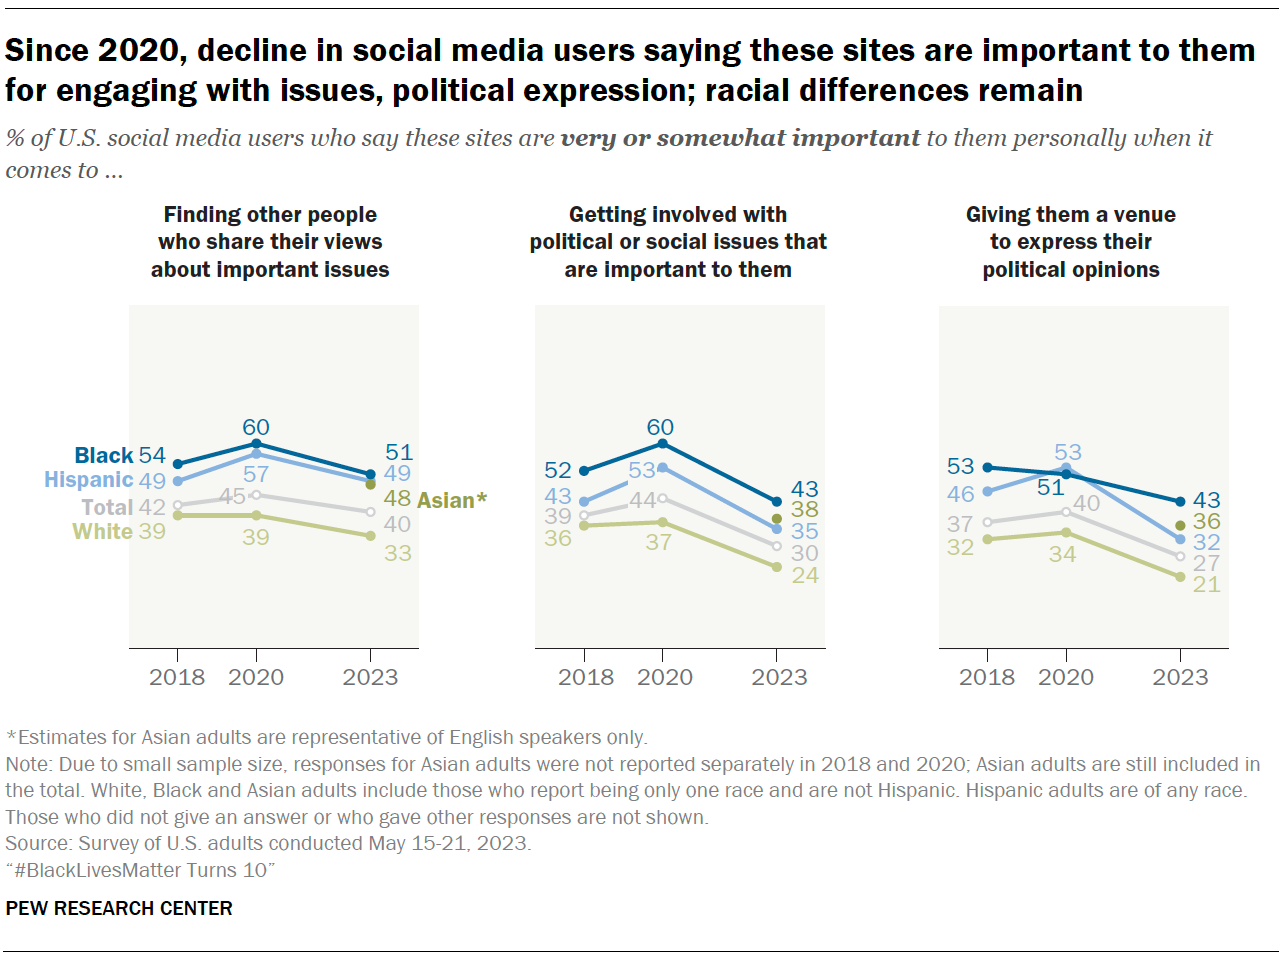 Since 2020, decline in social media users saying these sites are important to them
for engaging with issues, political expression; racial differences remain
% of U.S. social media users who say these sites are very or somewhat important to them personally when it
comes to ...
Finding other people
who share their views
about important issues
Black 54
Hispanic 49
Total 42
White 39
60
57
45
39
51
49
48 Asian*
40
33
2018 2020 2023
Getting involved with
political or social issues that
are important to them
52
43
39
36
60
53
44
37
43
38
35
30
24
2018 2020 2023
Giving them a venue
to express their
political opinions
53
46
37
32
53
51
40
34
43
36
32
27
21
2018 2020 2023
*Estimates for Asian adults are representative of English speakers only.
Note: Due to small sample size, responses for Asian adults were not reported separately in 2018 and 2020; Asian adults are still included in
the total. White, Black and Asian adults include those who report being only one race and are not Hispanic. Hispanic adults are of any race.
Those who did not give an answer or who gave other responses are not shown.
Source: Survey of U.S. adults conducted May 15-21, 2023.
“#BlackLivesMatter Turns 10”
PEW RESEARCH CENTER